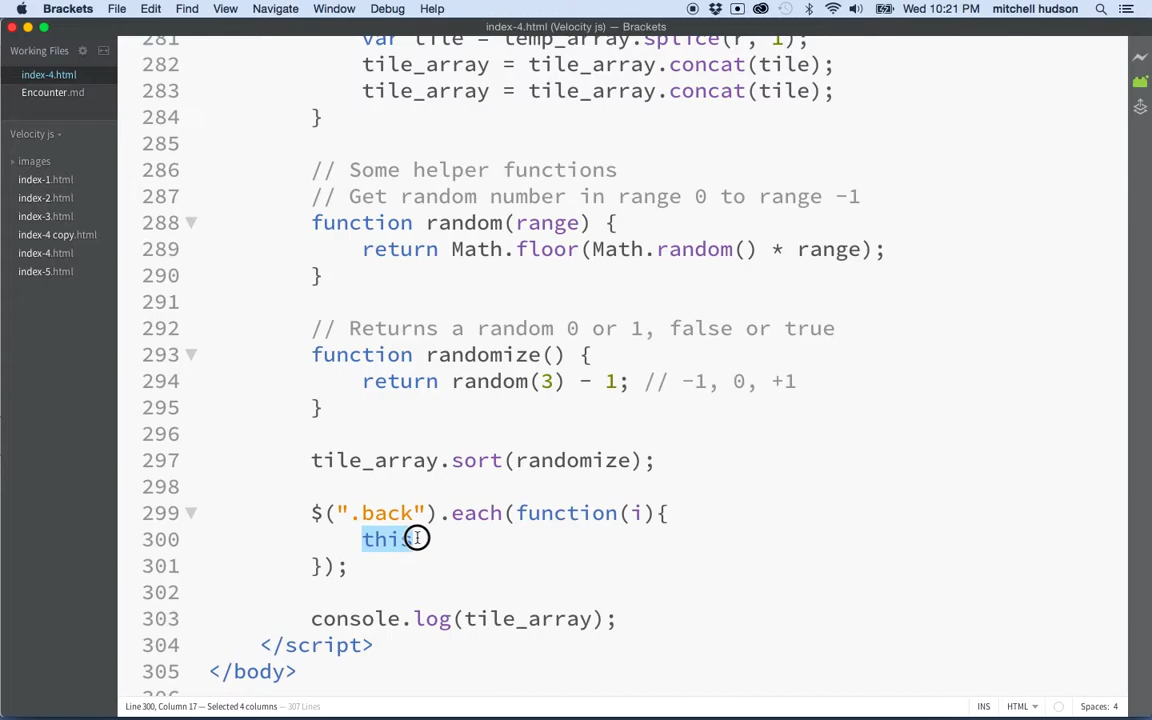 Brackets File Edit Find View Navigate Window Debug Help Wed 10:21 PM mitchell hudson
index-4.html (Velocity js) — Brackets
Working Files
index-4.html
Encounter.md
Velocity js
images
index-1.html
index-2.html
index-3.html
index-4 copy.html
index-4.html
index-5.html
281 var tile = temp_array.splice(r, 1);
282 tile_array = tile_array.concat(tile);
283 tile_array = tile_array.concat(tile);
284 }
285
286 // Some helper functions
287 // Get random number in range 0 to range -1
288 function random(range) {
289 return Math.floor(Math.random() * range);
290 }
291
292 // Returns a random 0 or 1, false or true
293 function randomize() {
294 return random(3) - 1; // -1, 0, +1
295 }
296
297 tile_array.sort(randomize);
298
299 $(".back").each(function(i){
300 this
301 });
302
303 console.log(tile_array);
304 </script>
305 </body>
Line 300, Column 17 — Selected 4 columns — 307 Lines INS HTML Spaces: 4